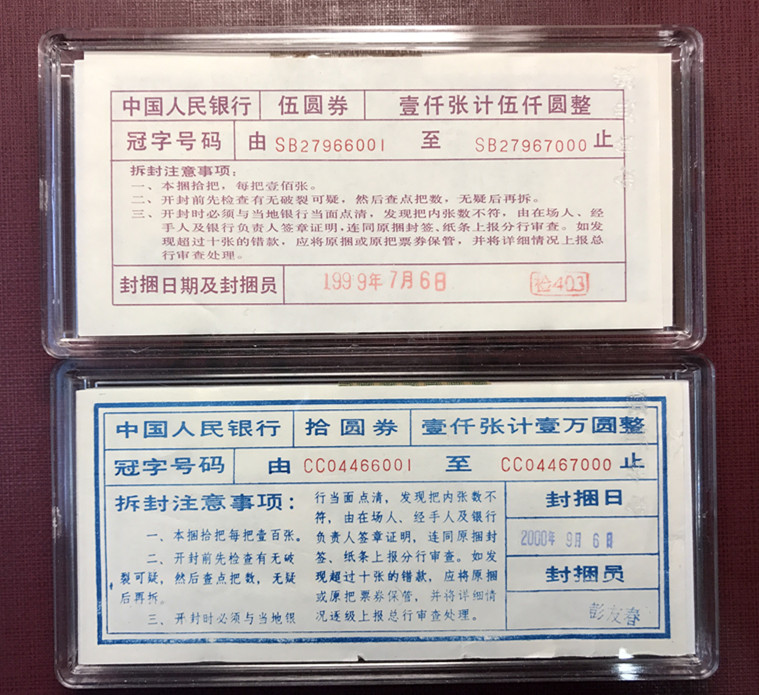 中国人民银行 伍圆券 壹仟张计伍仟圆整
冠字号码 由 SB27966001 至 SB27967000 止
拆封注意事项：
一、本捆拾把，每把壹佰张。
二、开封前先检查有无破裂可疑，然后查点把数，无疑后再拆。
三、开封时必须与当地银行当面点清，发现把内张数不符，由在场人、经
手人及银行负责人签章证明，连同原捆封签、纸条上报分行审查。如发
现超过十张的错款，应将原捆或原把票券保管，并将详细情况上报总
行审查处理。
封捆日期及封捆员 1999年7月6日 检403
中国人民银行 拾圆券 壹仟张计壹万圆整
冠字号码 由 CC04466001 至 CC04467000 止
拆封注意事项：
一、本捆拾把每把壹百张。
二、开封前先检查有无破
裂可疑，然后查点把数，无疑
后再拆。
三、开封时必须与当地银
行当面点清，发现把内张数不
符，由在场人、经手人及银行
负责人签章证明，连同原捆封
签、纸条上报分行审查。如发
现超过十张的错款，应将原捆
或原把票券保管，并将详细情
况逐级上报总行审查处理。
封捆日
2000年 9月 6日
封捆员
彭友春